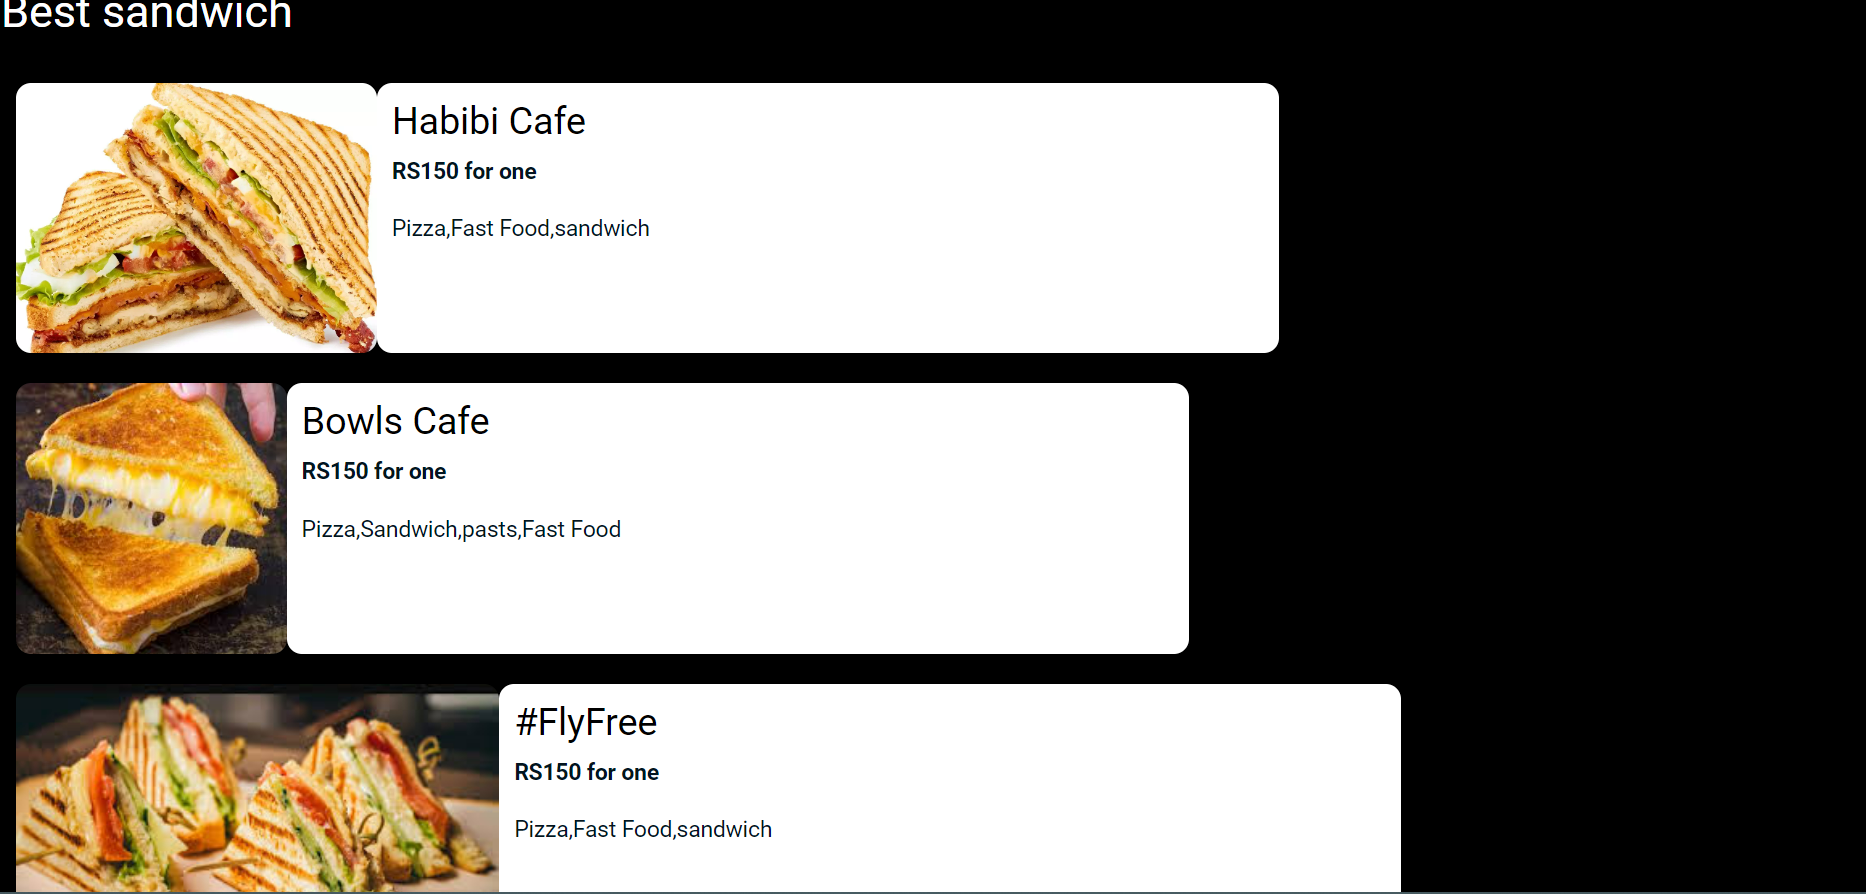 Best sandwich
Habibi Cafe
RS150 for one
Pizza,Fast Food,sandwich
Bowls Cafe
RS150 for one
Pizza,Sandwich,pasts,Fast Food
#FlyFree
RS150 for one
Pizza,Fast Food,sandwich